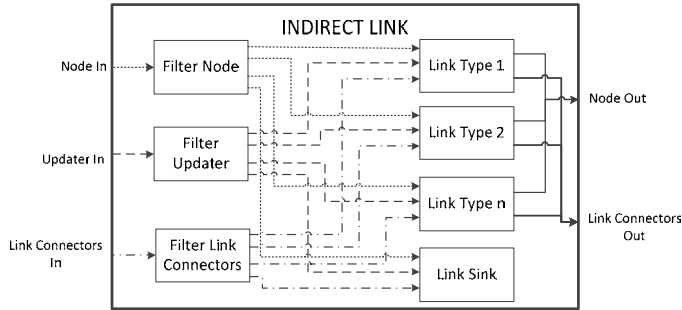 INDIRECT LINK
Node In
Filter Node
Link Type 1
Node Out
Updater In
Filter
Updater
Link Type 2
Link Type n
Link Connectors
In
Filter Link
Connectors
Link Sink
Link Connectors
Out